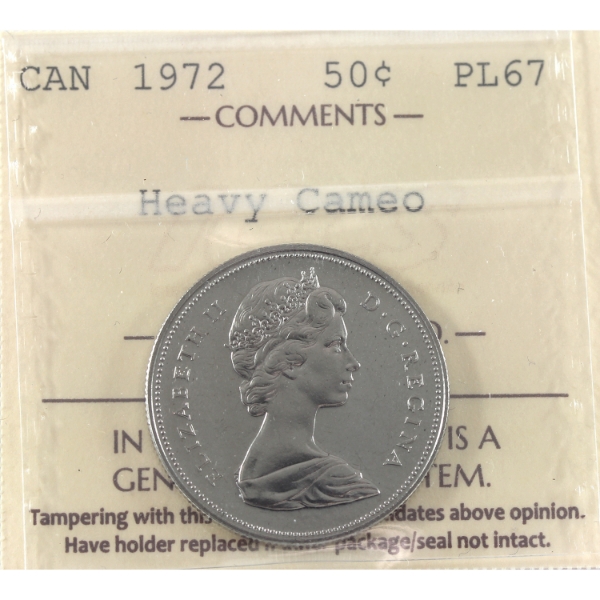 CAN 1972 50¢ PL67
—COMMENTS—
Heavy Cameo
ELIZABETH II D·G·REGINA
IN IS A
GEN TEM.
Tampering with this dates above opinion.
Have holder replaced package/seal not intact.